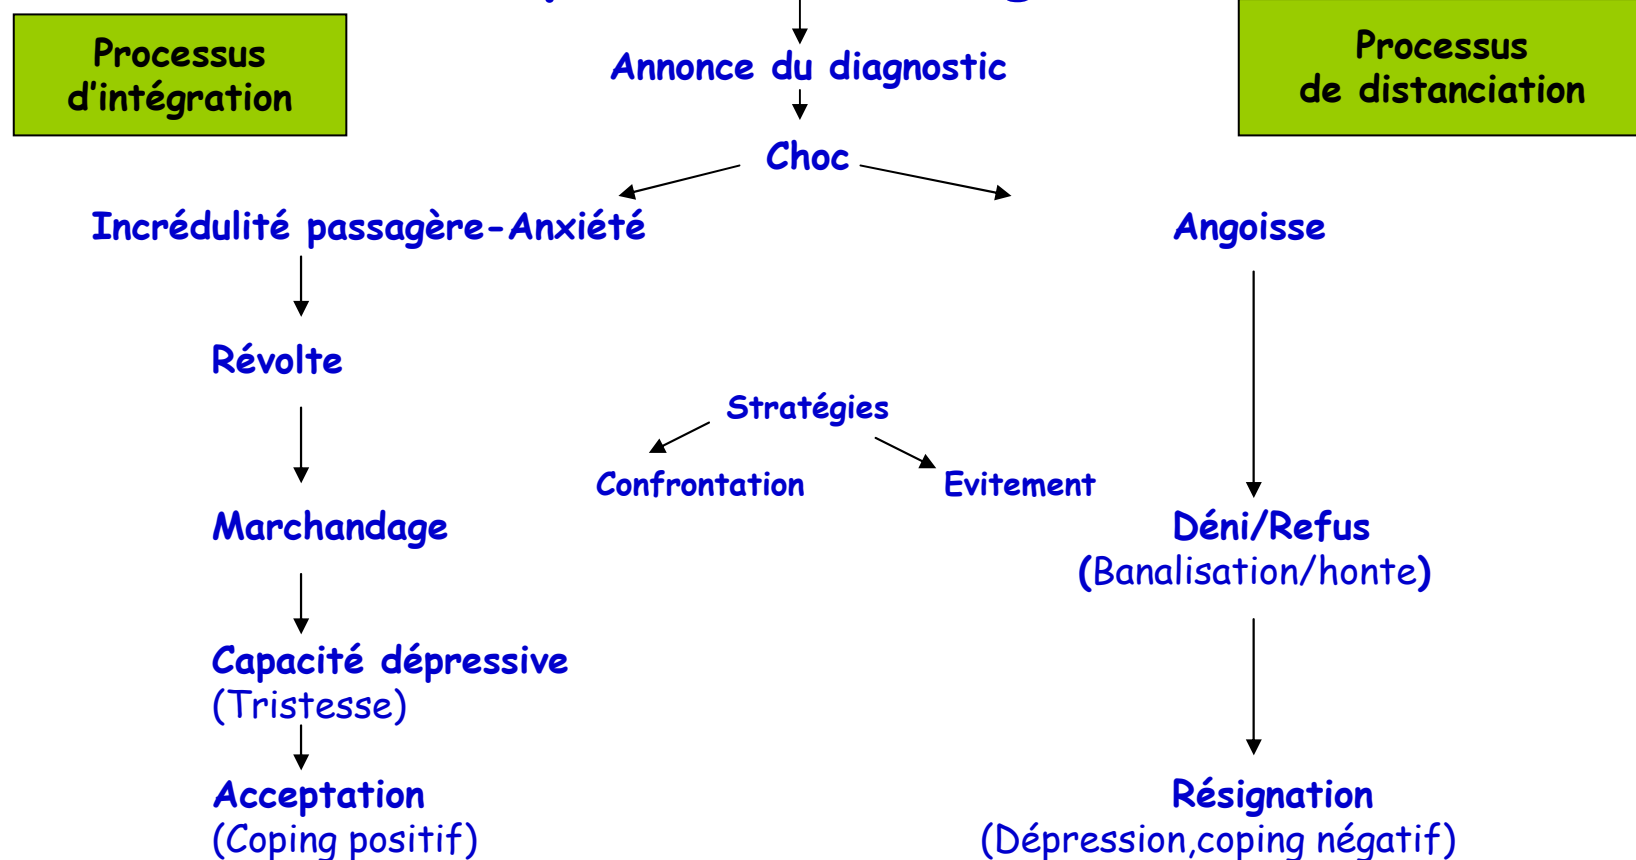 Processus
d'intégration
Annonce du diagnostic
Processus
de distanciation
Choc
Incrédulité passagère-Anxiété
Angoisse
Révolte
Stratégies
Confrontation
Evitement
Marchandage
Déni/Refus
(Banalisation/honte)
Capacité dépressive
(Tristesse)
Acceptation
(Coping positif)
Résignation
(Dépression,coping négatif)